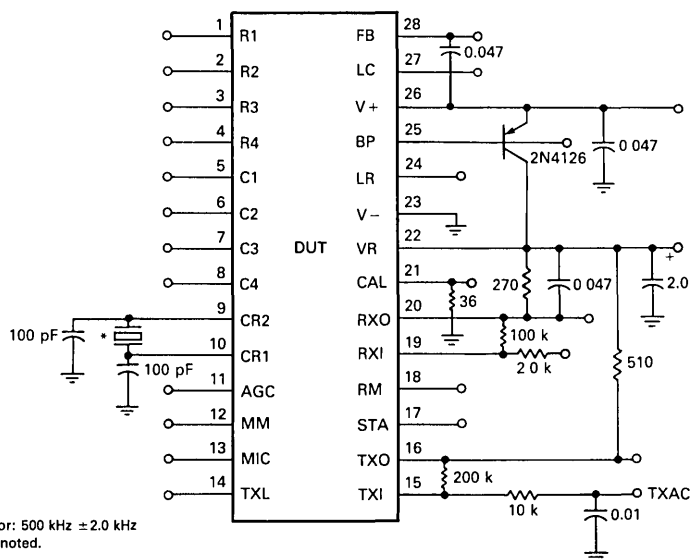 1 R1 FB 28
0.047
2 R2 LC 27
3 R3 V+ 26
4 R4 BP 25
2N4126
0 047
5 C1 LR 24
6 C2 V- 23
7 C3 DUT VR 22
8 C4 CAL 21
36
270
0 047
+
2.0
9 CR2 RXO 20
100 pF
*
100 k
10 CR1 RXI 19
100 pF
2 0 k
510
11 AGC RM 18
12 MM STA 17
13 MIC TXO 16
200 k
14 TXL TXI 15
10 k
TXAC
0.01
or: 500 kHz ±2.0 kHz
noted.